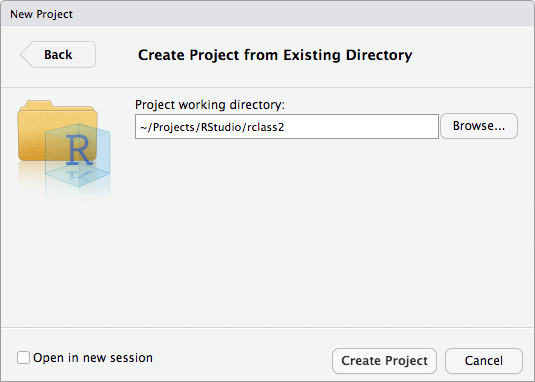 New Project
Back
Create Project from Existing Directory
Project working directory:
~/Projects/RStudio/rclass2
Browse...
R
Open in new session
Create Project
Cancel